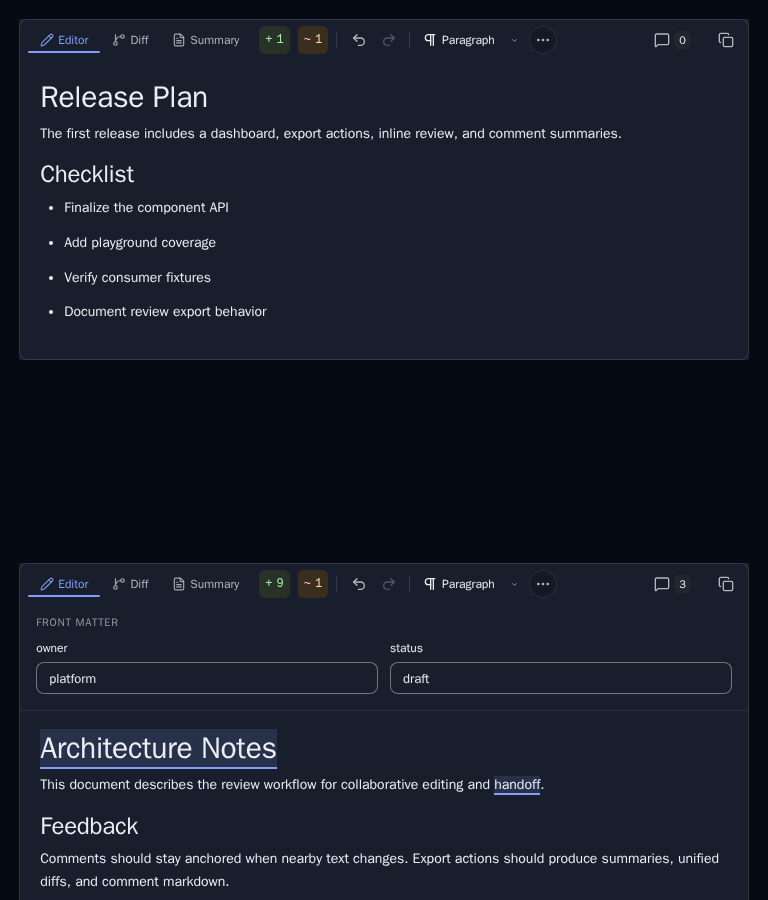 Editor Diff Summary + 1 ~ 1 Paragraph 0
Release Plan
The first release includes a dashboard, export actions, inline review, and comment summaries.
Checklist
• Finalize the component API
• Add playground coverage
• Verify consumer fixtures
• Document review export behavior
Editor Diff Summary + 9 ~ 1 Paragraph 3
FRONT MATTER
owner status
platform draft
Architecture Notes
This document describes the review workflow for collaborative editing and handoff.
Feedback
Comments should stay anchored when nearby text changes. Export actions should produce summaries, unified
diffs, and comment markdown.